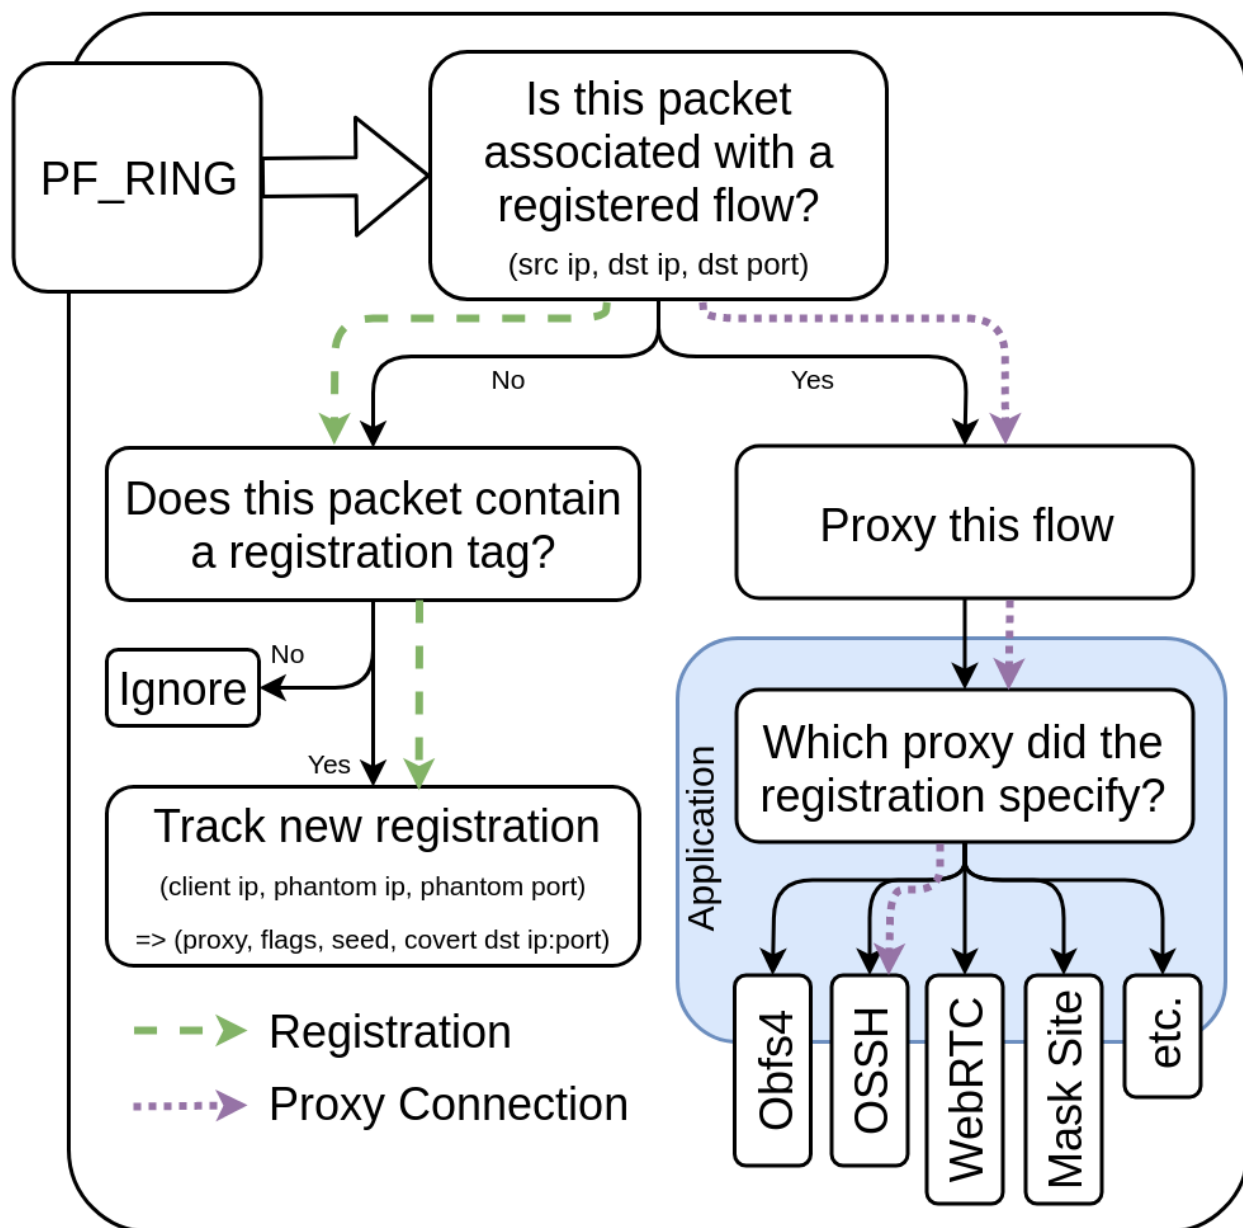 PF_RING
Is this packet
associated with a
registered flow?
(src ip, dst ip, dst port)
No
Yes
Does this packet contain
a registration tag?
Proxy this flow
No
Ignore
Yes
Track new registration
(client ip, phantom ip, phantom port)
=> (proxy, flags, seed, covert dst ip:port)
Application
Which proxy did the
registration specify?
Obfs4
OSSH
WebRTC
Mask Site
etc.
Registration
Proxy Connection